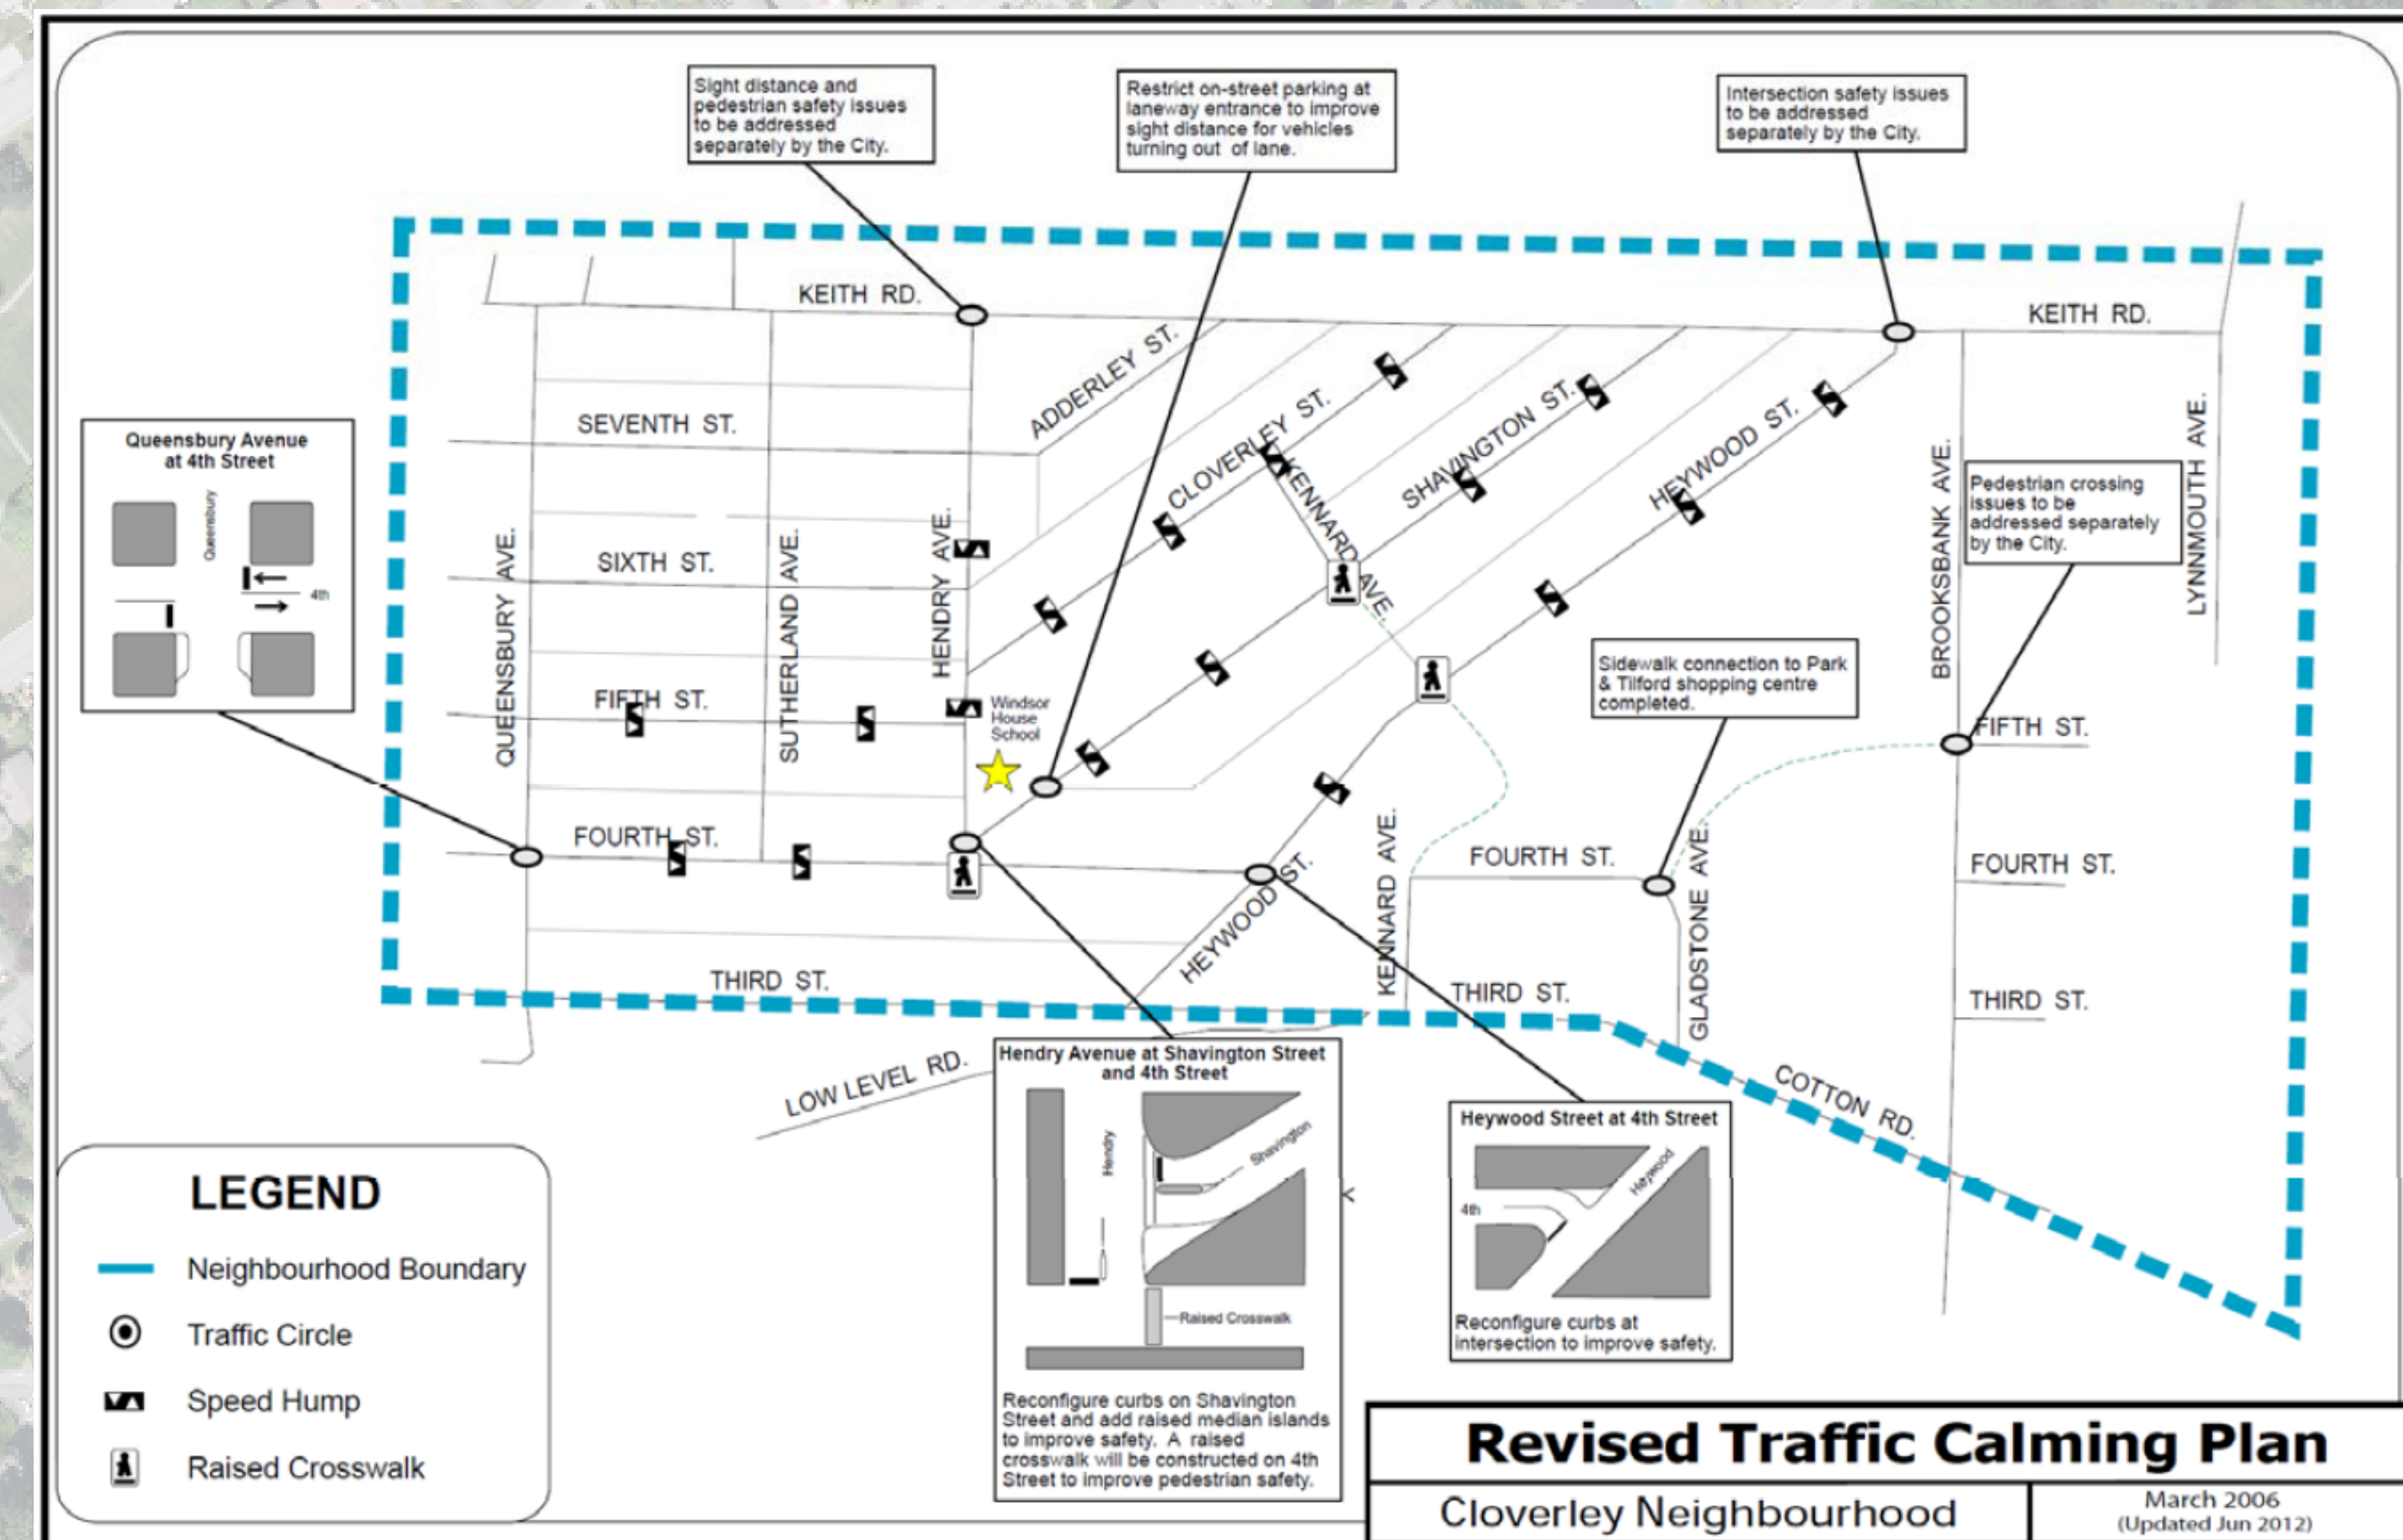 Sight distance and
pedestrian safety issues
to be addressed
separately by the City.
Restrict on-street parking at
laneway entrance to improve
sight distance for vehicles
turning out of lane.
Intersection safety issues
to be addressed
separately by the City.
KEITH RD.
KEITH RD.
ADDERLEY ST.
CLOVERLEY ST.
SHAVINGTON ST.
HEYWOOD ST.
KENNARD AVE.
SEVENTH ST.
SIXTH ST.
FIFTH ST.
FOURTH ST.
THIRD ST.
QUEENSBURY AVE.
SUTHERLAND AVE.
HENDRY AVE.
BROOKSBANK AVE.
LYNNMOUTH AVE.
Queensbury Avenue
at 4th Street
Queensbury
4th
Pedestrian crossing
issues to be
addressed separately
by the City.
Windsor
House
School
Sidewalk connection to Park
& Tilford shopping centre
completed.
FIFTH ST.
FOURTH ST.
FOURTH ST.
THIRD ST.
THIRD ST.
HEYWOOD ST.
KENNARD AVE.
GLADSTONE AVE.
COTTON RD.
LOW LEVEL RD.
Hendry Avenue at Shavington Street
and 4th Street
Hendry
Shavington
Raised Crosswalk
Reconfigure curbs on Shavington
Street and add raised median islands
to improve safety. A raised
crosswalk will be constructed on 4th
Street to improve pedestrian safety.
Y
Heywood Street at 4th Street
Heywood
4th
Reconfigure curbs at
intersection to improve safety.
LEGEND
Neighbourhood Boundary
Traffic Circle
Speed Hump
Raised Crosswalk
Revised Traffic Calming Plan
Cloverley Neighbourhood
March 2006
(Updated Jun 2012)